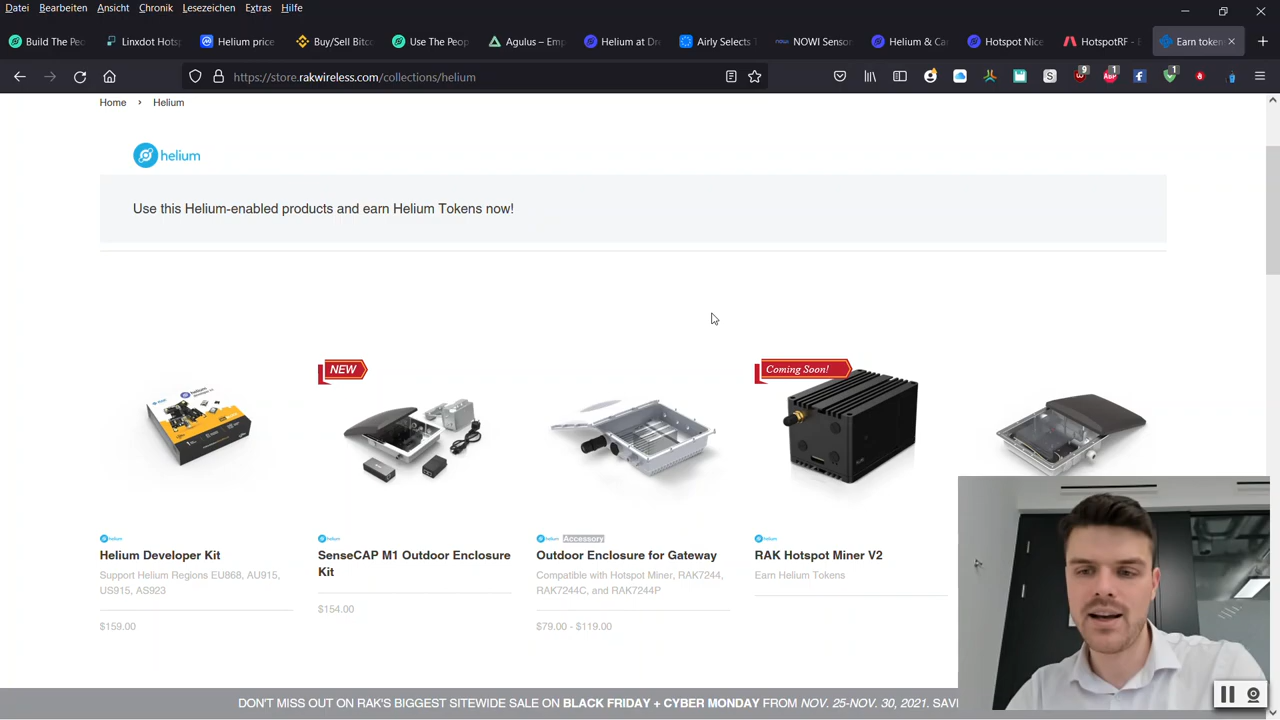 Datei Bearbeiten Ansicht Chronik Lesezeichen Extras Hilfe
Build The Peo
Linxdot Hots
Helium price
Buy/Sell Bitco
Use The Peop
Agulus – Emp
Helium at Dre
Airly Selects T
NOWI Sensor
Helium & Ca
Hotspot Nice
HotspotRF - E
Earn token
https://store.rakwireless.com/collections/helium
9
1
1
Home › Helium
helium
Use this Helium-enabled products and earn Helium Tokens now!
NEW
Coming Soon!
helium
Helium Developer Kit
Support Helium Regions EU868, AU915,
US915, AS923
$159.00
helium
SenseCAP M1 Outdoor Enclosure
Kit
$154.00
helium Accessory
Outdoor Enclosure for Gateway
Compatible with Hotspot Miner, RAK7244,
RAK7244C, and RAK7244P
$79.00 - $119.00
helium
RAK Hotspot Miner V2
Earn Helium Tokens
DON'T MISS OUT ON RAK'S BIGGEST SITEWIDE SALE ON BLACK FRIDAY + CYBER MONDAY FROM NOV. 25-NOV. 30, 2021. SAVI